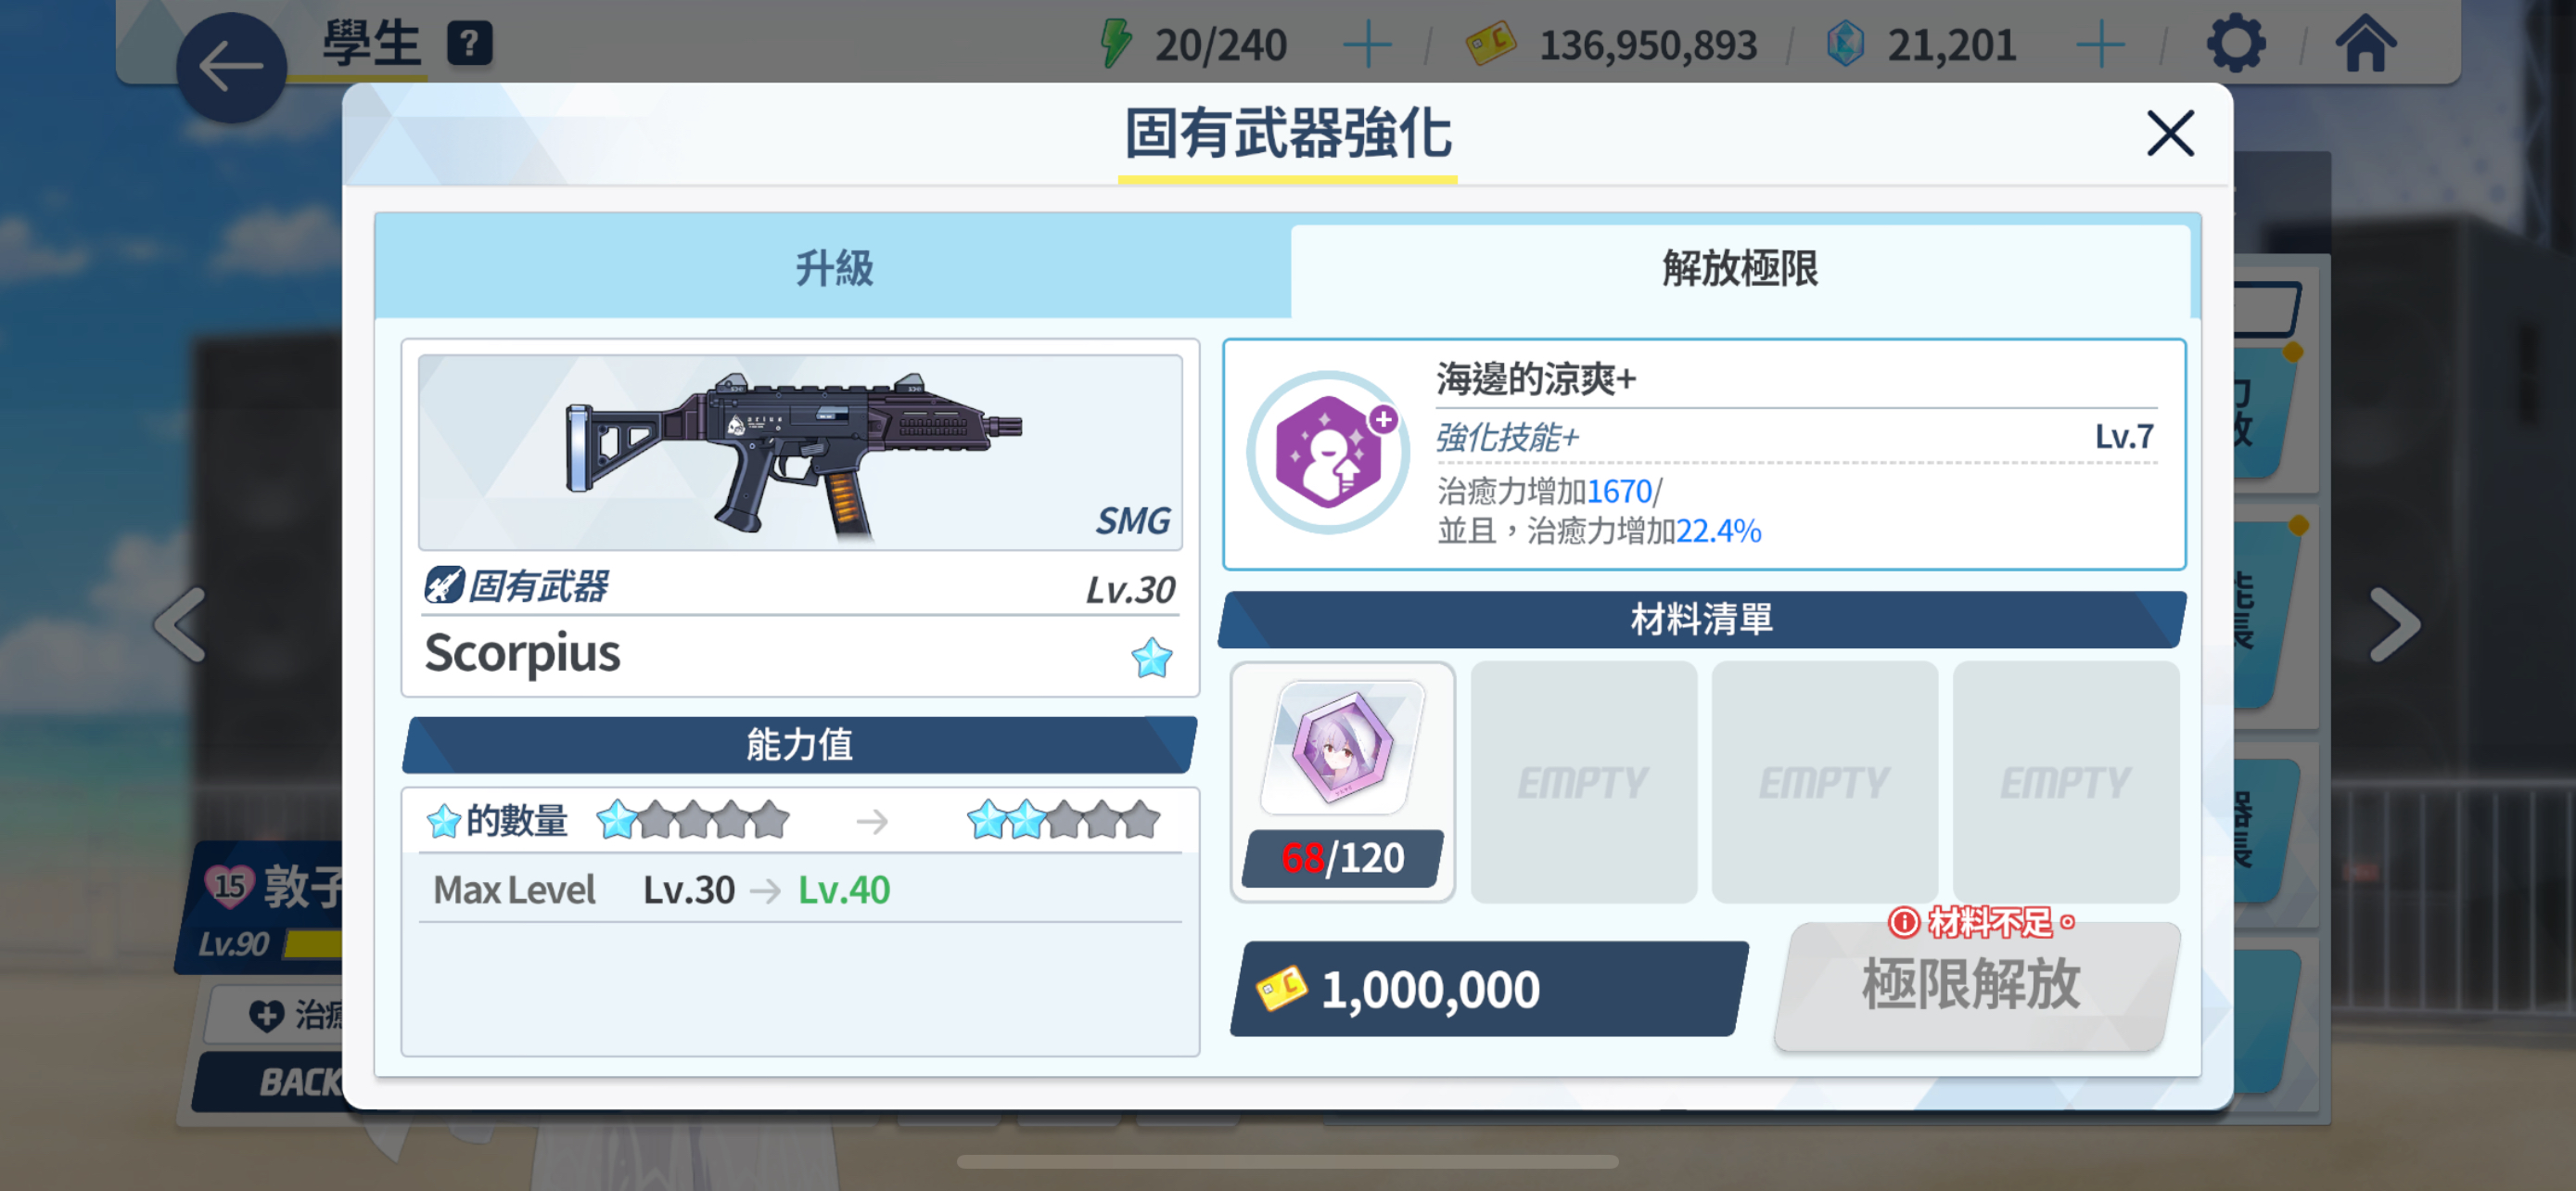 學生 ?
20/240
136,950,893
21,201
固有武器強化
升級
解放極限
SMG
固有武器
Lv.30
Scorpius
能力值
的數量
Max Level Lv.30 → Lv.40
海邊的涼爽+
強化技能+
Lv.7
治癒力增加1670/
並且，治癒力增加22.4%
材料清單
68/120
EMPTY
EMPTY
EMPTY
1,000,000
材料不足。
極限解放
15 敦子
Lv.90
治癒
BACK